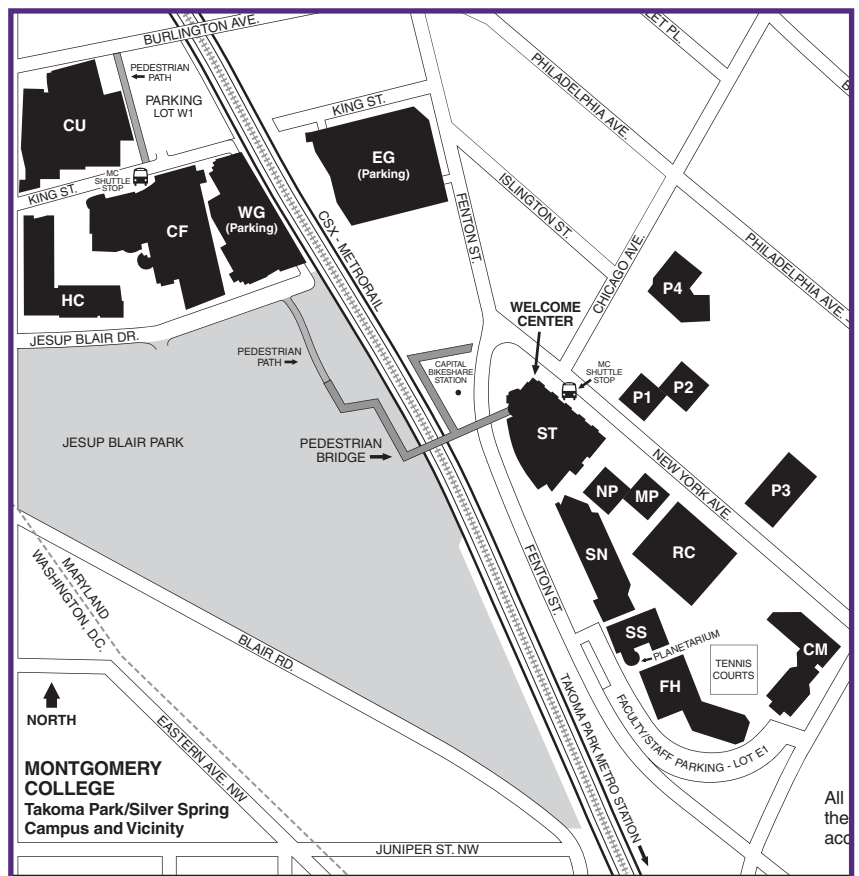 BURLINGTON AVE.
LET PL.
PEDESTRIAN
PATH
PARKING
LOT W1
PHILADELPHIA AVE.
KING ST.
CU
EG
(Parking)
MC
SHUTTLE
STOP
KING ST.
ISLINGTON ST.
FENTON ST.
CF
WG
(Parking)
CSX - METRORAIL
CHICAGO AVE.
PHILADELPHIA AVE.
P4
HC
WELCOME
CENTER
JESUP BLAIR DR.
PEDESTRIAN
PATH
CAPITAL
BIKESHARE
STATION
MC
SHUTTLE
STOP
P1
P2
JESUP BLAIR PARK
PEDESTRIAN
BRIDGE
ST
NEW YORK AVE.
NP
MP
P3
MARYLAND
WASHINGTON, D.C.
SN
RC
FENTON ST.
BLAIR RD.
SS
PLANETARIUM
TENNIS
COURTS
CM
FH
NORTH
EASTERN AVE. NW
TAKOMA PARK METRO STATION
FACULTY/STAFF PARKING - LOT E1
MONTGOMERY
COLLEGE
Takoma Park/Silver Spring
Campus and Vicinity
JUNIPER ST. NW
All
the
acc